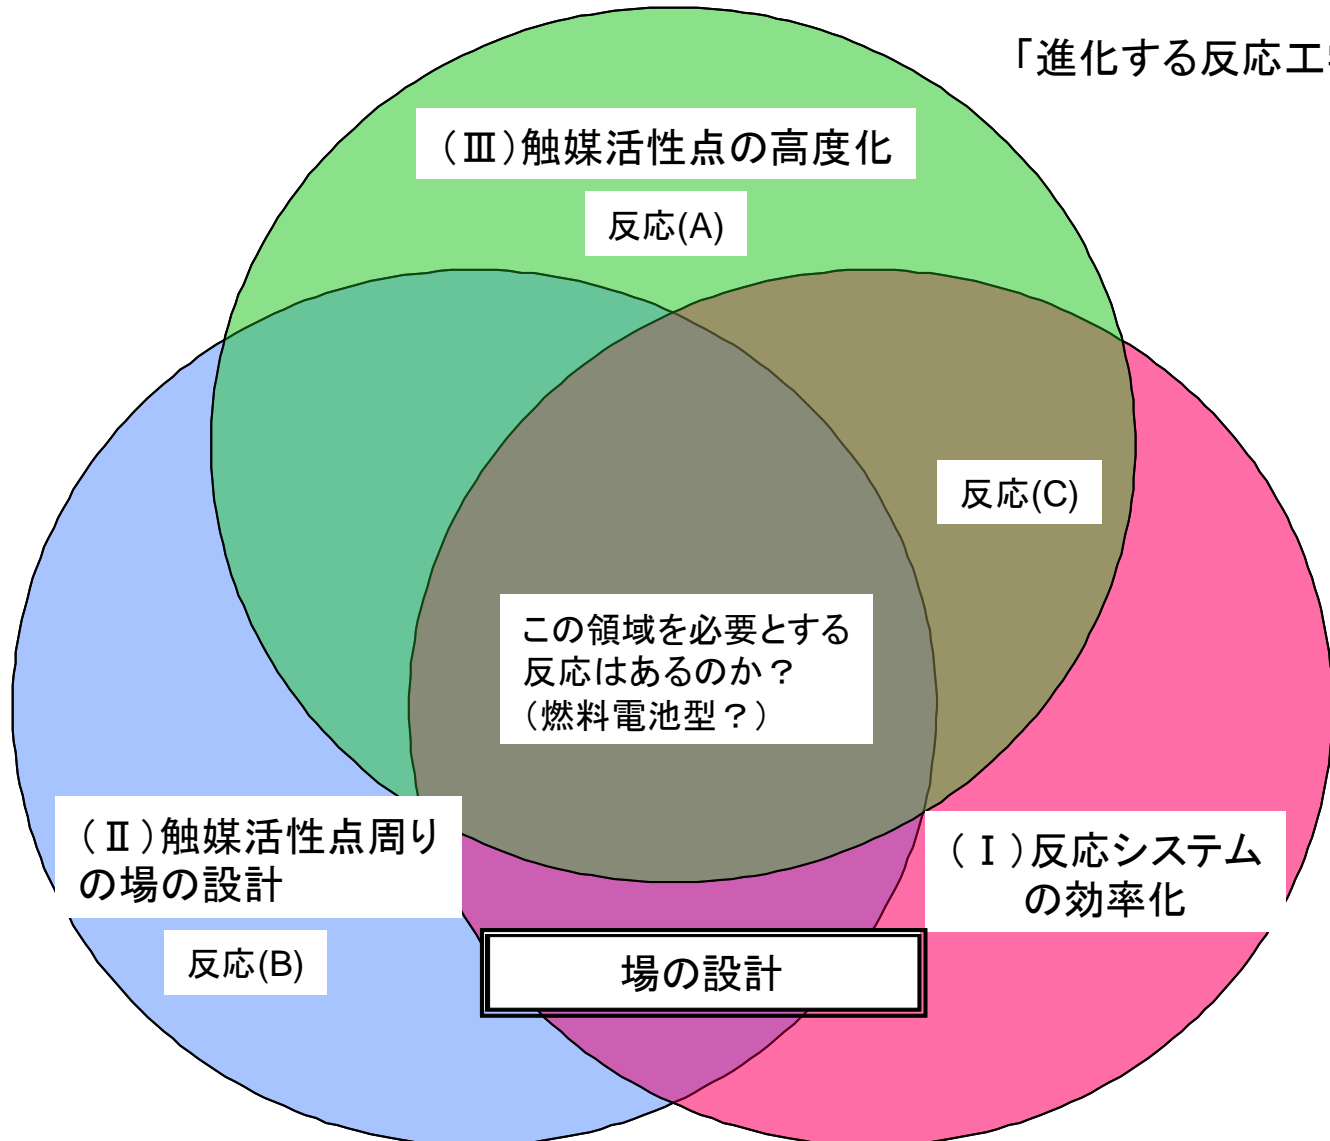 「進化する反応工
(Ⅲ)触媒活性点の高度化
反応(A)
反応(C)
この領域を必要とする
反応はあるのか？
(燃料電池型？)
(Ⅱ)触媒活性点周り
の場の設計
反応(B)
(Ⅰ)反応システム
の効率化
場の設計